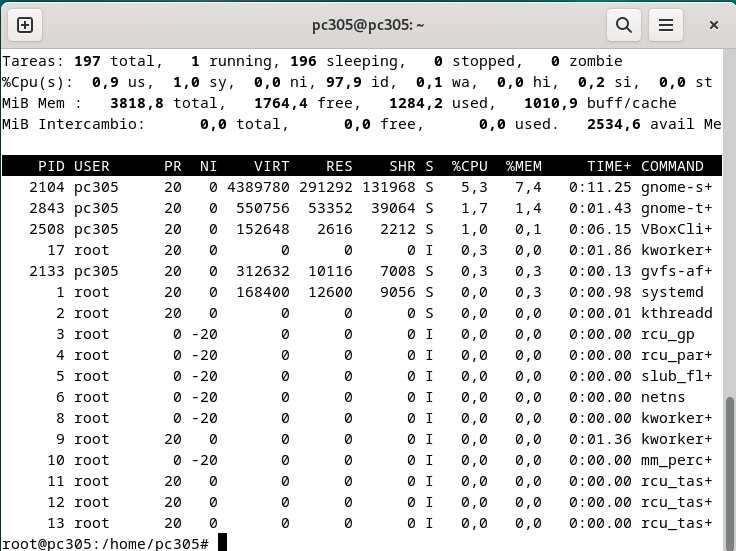 pc305@pc305: ~
Tareas: 197 total,   1 running, 196 sleeping,   0 stopped,   0 zombie
%Cpu(s):  0,9 us,  1,0 sy,  0,0 ni, 97,9 id,  0,1 wa,  0,0 hi,  0,2 si,  0,0 st
MiB Mem :   3818,8 total,   1764,4 free,   1284,2 used,   1010,9 buff/cache
MiB Intercambio:      0,0 total,      0,0 free,      0,0 used.   2534,6 avail Me
PID USER      PR  NI    VIRT    RES    SHR S  %CPU  %MEM     TIME+ COMMAND
2104 pc305     20   0 4389780 291292 131968 S   5,3   7,4   0:11.25 gnome-s+
2843 pc305     20   0  550756  53352  39064 S   1,7   1,4   0:01.43 gnome-t+
2508 pc305     20   0  152648   2616   2212 S   1,0   0,1   0:06.15 VBoxCli+
17 root      20   0       0      0      0 I   0,3   0,0   0:01.86 kworker+
2133 pc305     20   0  312632  10116   7008 S   0,3   0,3   0:00.13 gvfs-af+
1 root      20   0  168400  12600   9056 S   0,0   0,3   0:00.98 systemd
2 root      20   0       0      0      0 S   0,0   0,0   0:00.01 kthreadd
3 root       0 -20       0      0      0 I   0,0   0,0   0:00.00 rcu_gp
4 root       0 -20       0      0      0 I   0,0   0,0   0:00.00 rcu_par+
5 root       0 -20       0      0      0 I   0,0   0,0   0:00.00 slub_fl+
6 root       0 -20       0      0      0 I   0,0   0,0   0:00.00 netns
8 root       0 -20       0      0      0 I   0,0   0,0   0:00.00 kworker+
9 root      20   0       0      0      0 I   0,0   0,0   0:01.36 kworker+
10 root       0 -20       0      0      0 I   0,0   0,0   0:00.00 mm_perc+
11 root      20   0       0      0      0 I   0,0   0,0   0:00.00 rcu_tas+
12 root      20   0       0      0      0 I   0,0   0,0   0:00.00 rcu_tas+
13 root      20   0       0      0      0 I   0,0   0,0   0:00.00 rcu_tas+
root@pc305:/home/pc305#